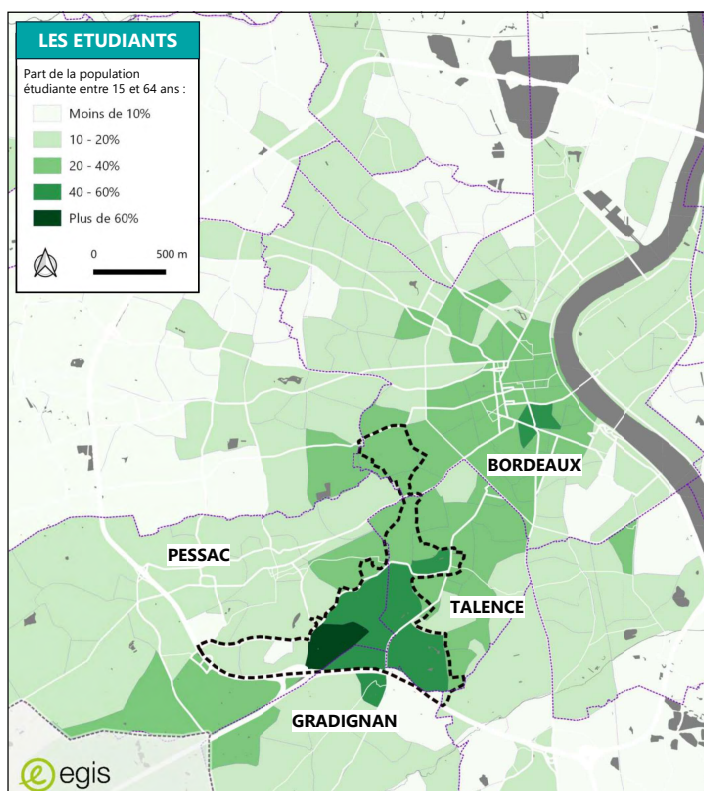 LES ETUDIANTS
Part de la population
étudiante entre 15 et 64 ans :
Moins de 10%
10 - 20%
20 - 40%
40 - 60%
Plus de 60%
0 500 m
BORDEAUX
PESSAC
TALENCE
GRADIGNAN
egis